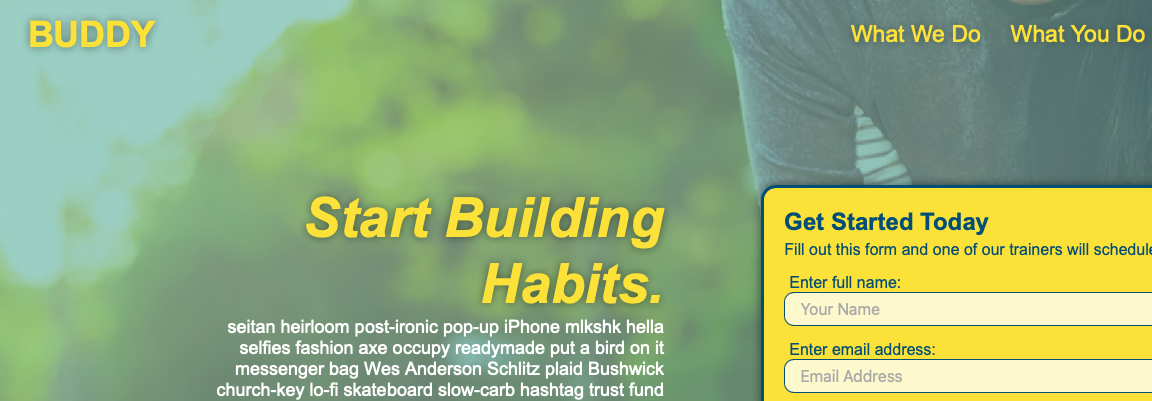 BUDDY
What We Do
What You Do
Start Building
Habits.
seitan heirloom post-ironic pop-up iPhone mlkshk hella
selfies fashion axe occupy readymade put a bird on it
messenger bag Wes Anderson Schlitz plaid Bushwick
church-key lo-fi skateboard slow-carb hashtag trust fund
Get Started Today
Fill out this form and one of our trainers will schedule
Enter full name:
Your Name
Enter email address:
Email Address